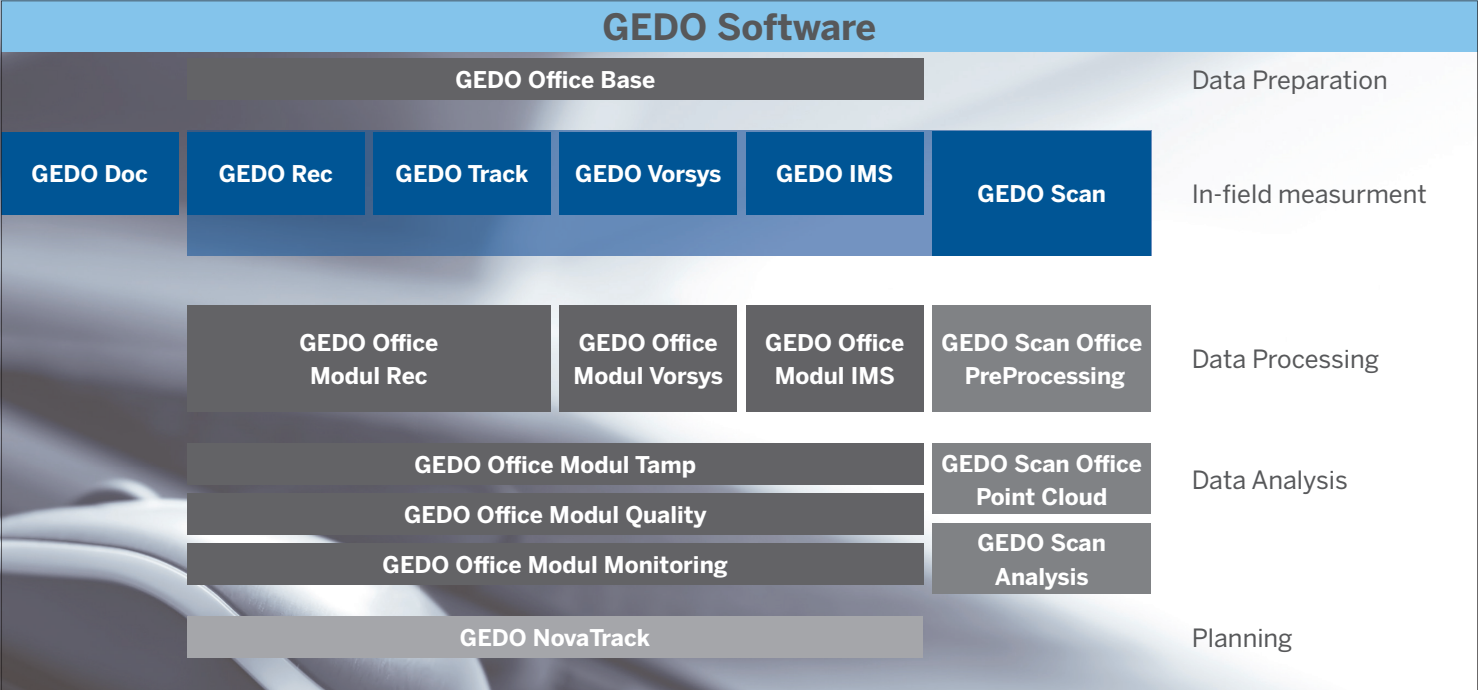 GEDO Software
GEDO Office Base
Data Preparation
GEDO Doc
GEDO Rec
GEDO Track
GEDO Vorsys
GEDO IMS
GEDO Scan
In-field measurment
GEDO Office
Modul Rec
GEDO Office
Modul Vorsys
GEDO Office
Modul IMS
GEDO Scan Office
PreProcessing
Data Processing
GEDO Office Modul Tamp
GEDO Office Modul Quality
GEDO Office Modul Monitoring
GEDO Scan Office
Point Cloud
GEDO Scan
Analysis
Data Analysis
GEDO NovaTrack
Planning